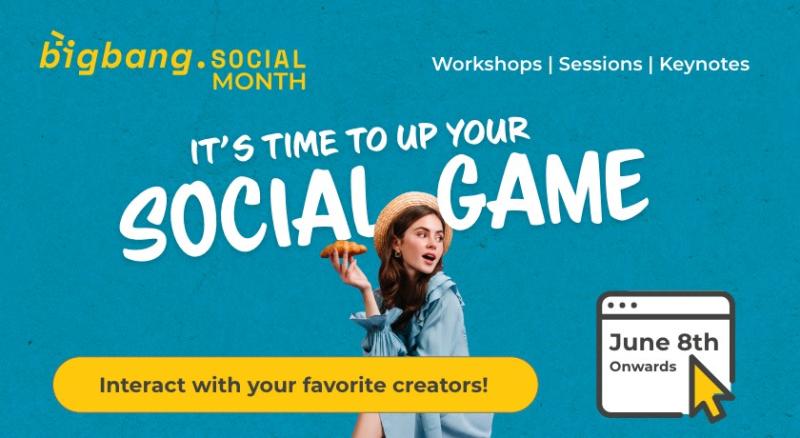 bigbang.SOCIAL
MONTH
Workshops | Sessions | Keynotes
IT'S TIME TO UP YOUR
SOCIAL GAME
June 8th
Onwards
Interact with your favorite creators!